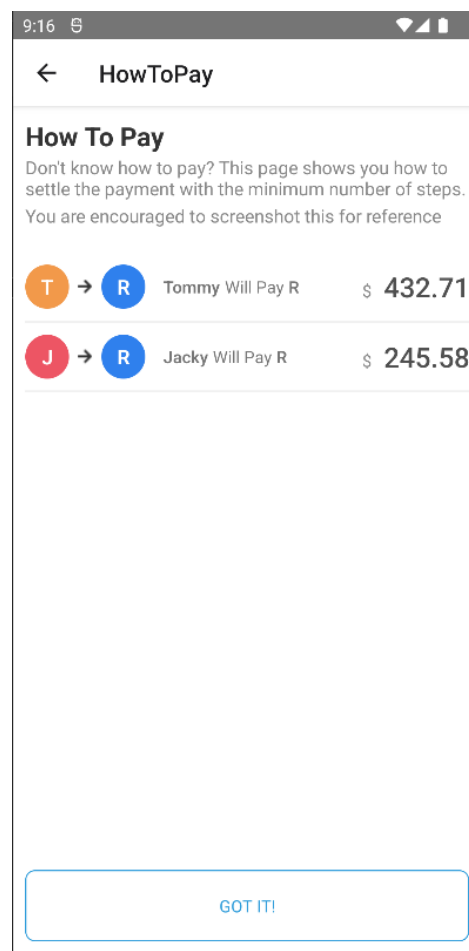 9:16
HowToPay
How To Pay
Don't know how to pay? This page shows you how to
settle the payment with the minimum number of steps.
You are encouraged to screenshot this for reference
T → R Tommy Will Pay R $ 432.71
J → R Jacky Will Pay R $ 245.58
GOT IT!